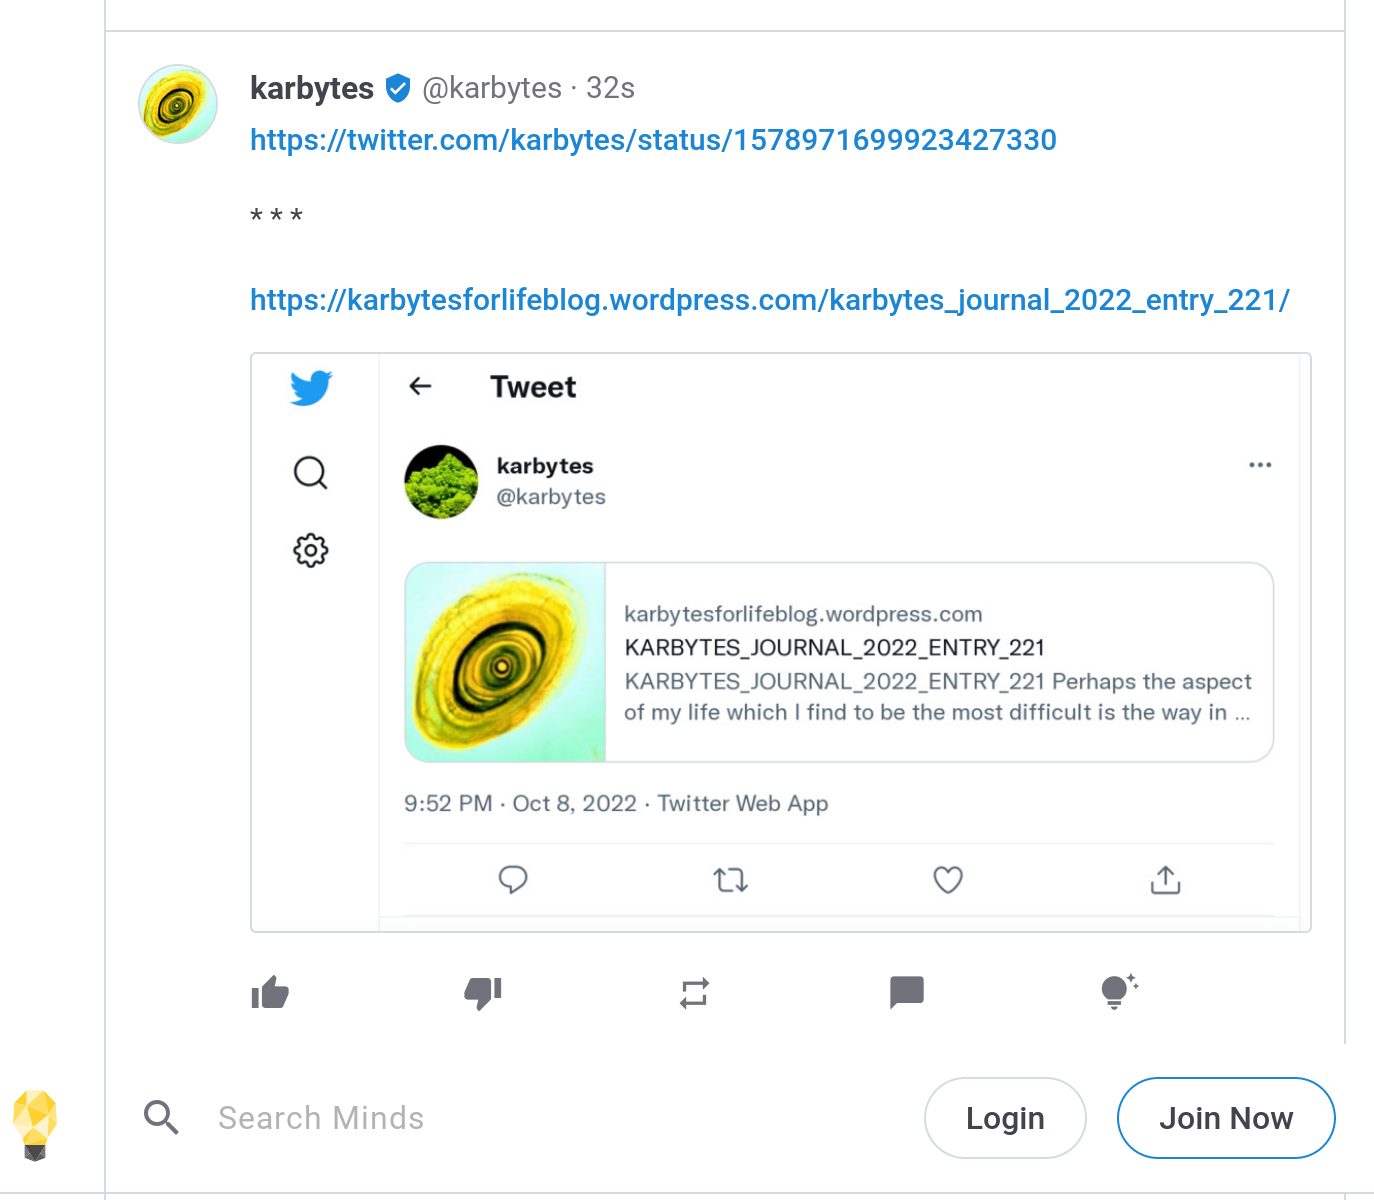 karbytes @karbytes · 32s
https://twitter.com/karbytes/status/1578971699923427330
* * *
https://karbytesforlifeblog.wordpress.com/karbytes_journal_2022_entry_221/
Tweet
karbytes
@karbytes
karbytesforlifeblog.wordpress.com
KARBYTES_JOURNAL_2022_ENTRY_221
KARBYTES_JOURNAL_2022_ENTRY_221 Perhaps the aspect
of my life which I find to be the most difficult is the way in ...
9:52 PM · Oct 8, 2022 · Twitter Web App
Search Minds
Login
Join Now